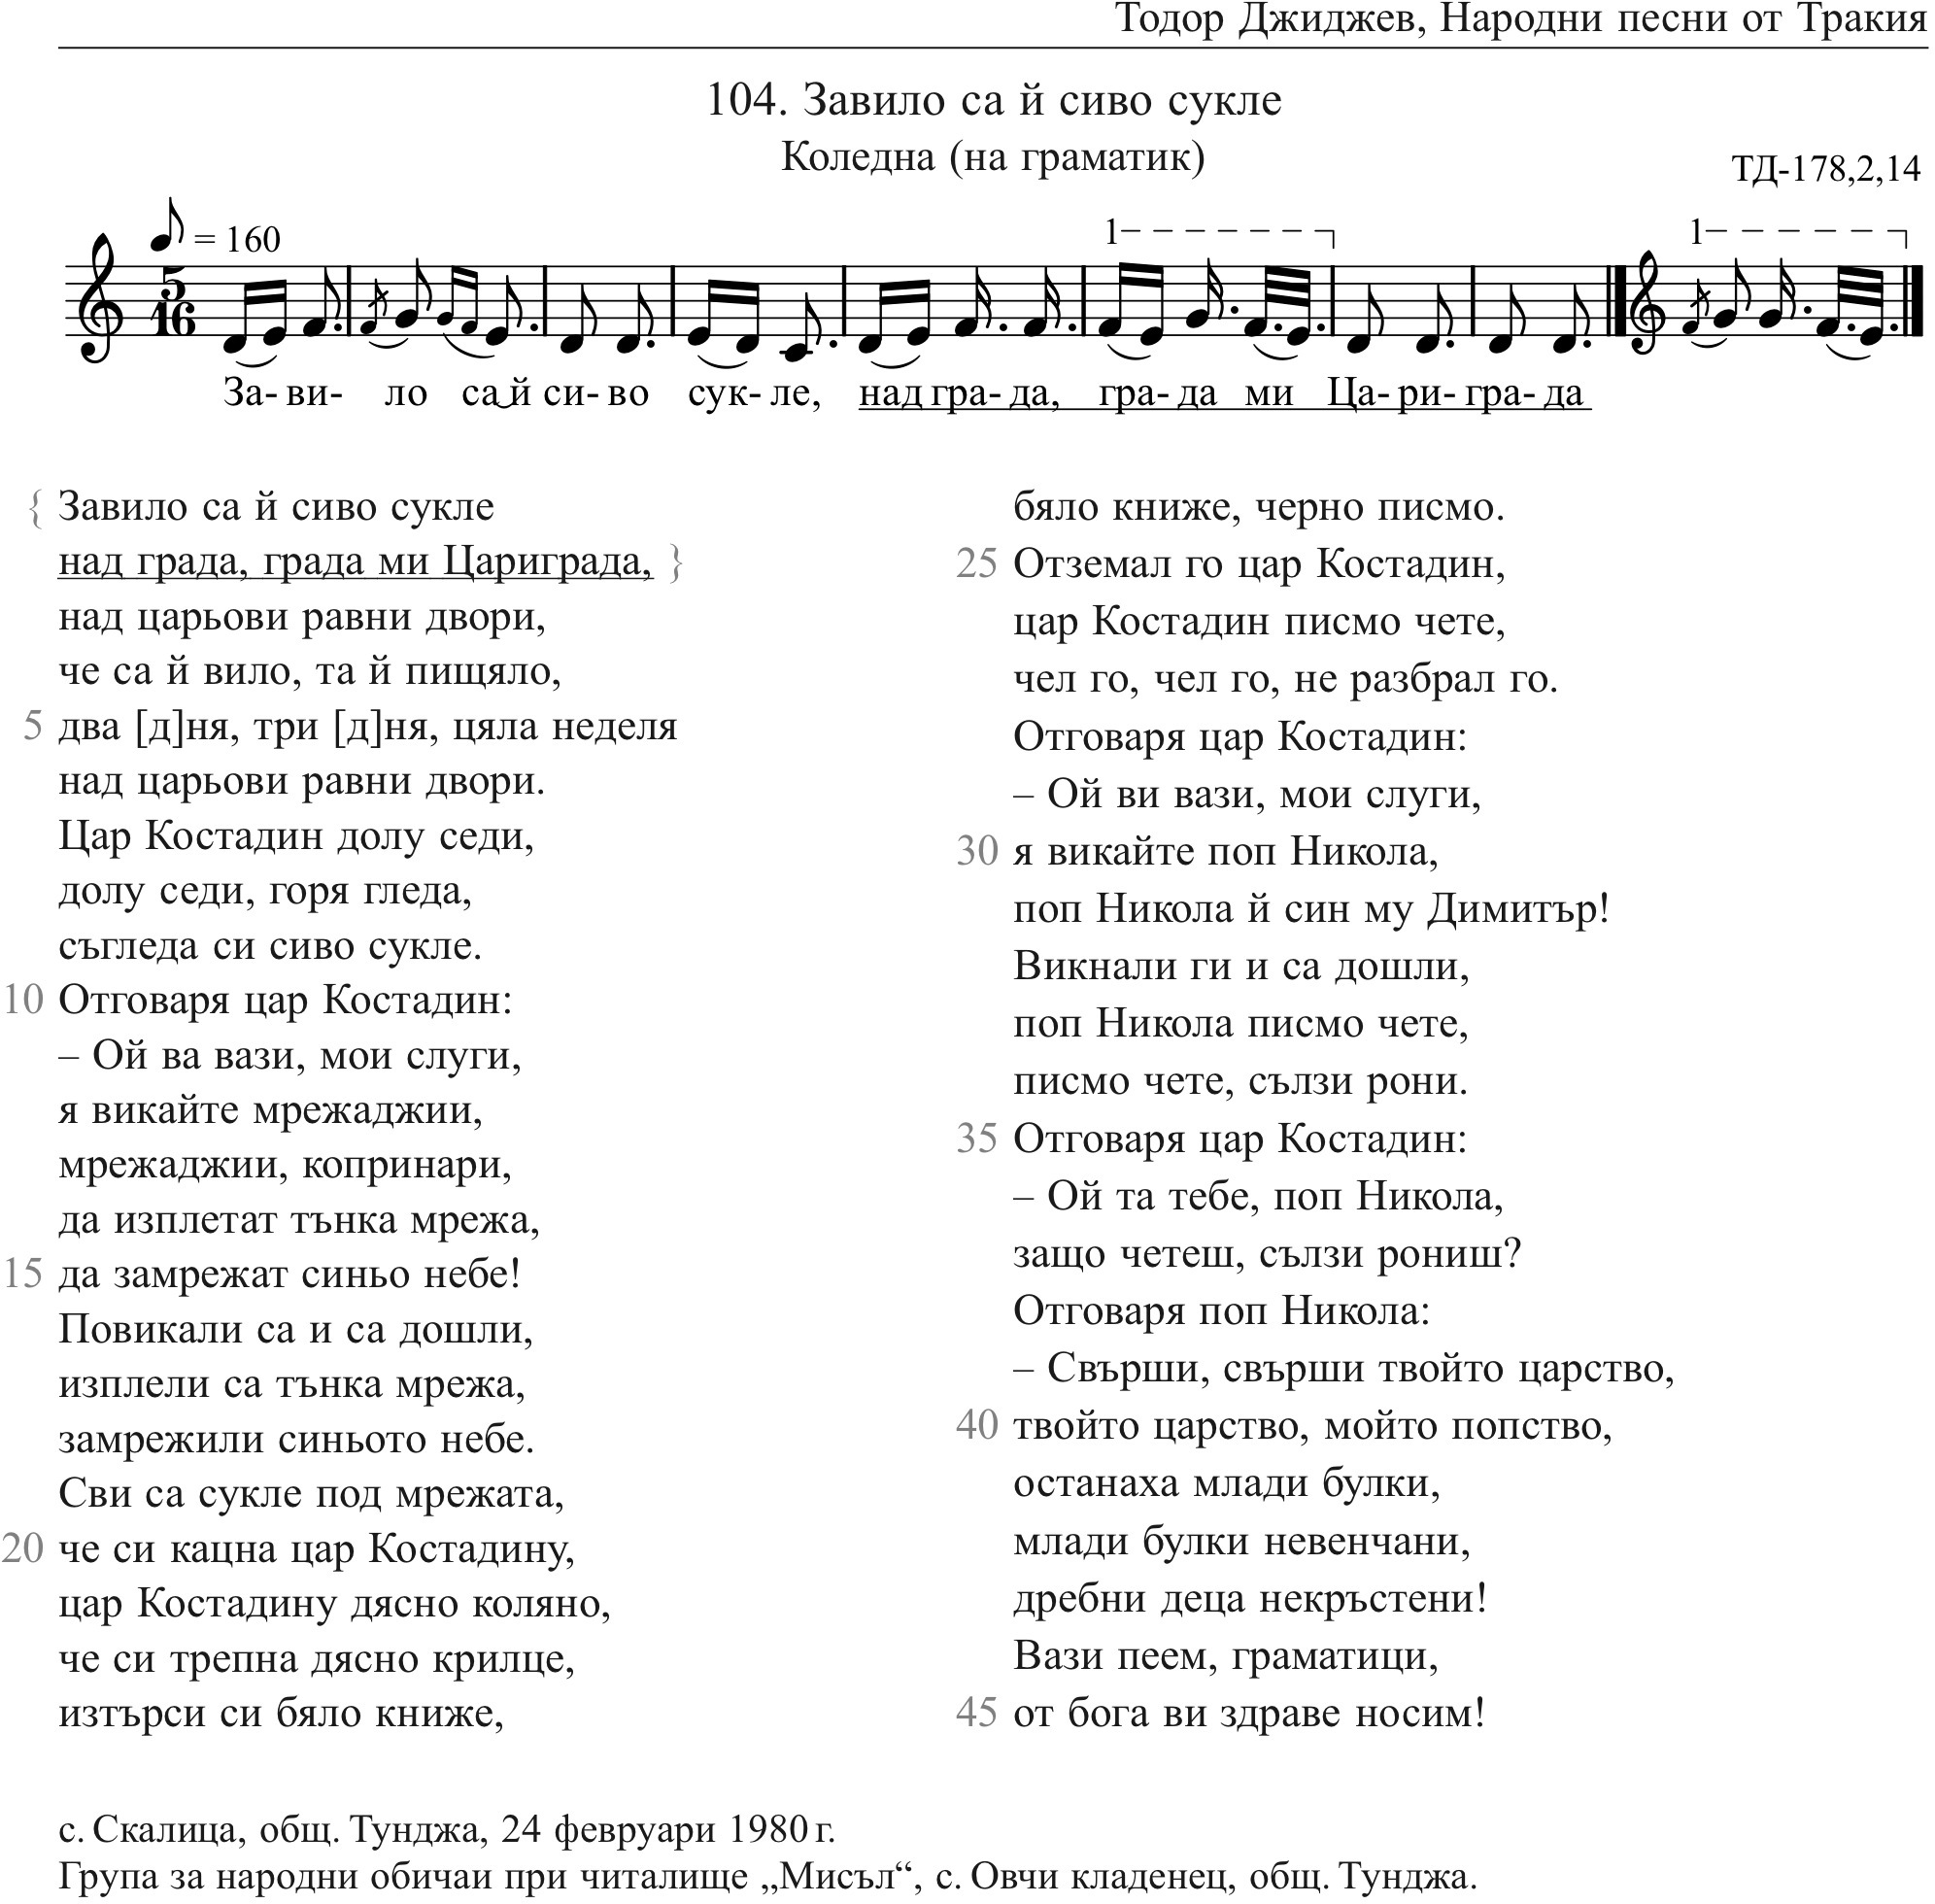 Тодор Джиджев, Народни песни от Тракия
104. Завило са й сиво сукле
Коледна (на граматик)
ТД-178,2,14
= 160
1 1
5
16
За- ви- ло са‿й си- во сук- ле, над гра- да, гра- да ми Ца- ри- гра- да
{ Завило са й сиво сукле
над града, града ми Цариграда, }
над царьови равни двори,
че са й вило, та й пищяло,
5 два [д]ня, три [д]ня, цяла неделя
над царьови равни двори.
Цар Костадин долу седи,
долу седи, горя гледа,
съгледа си сиво сукле.
10 Отговаря цар Костадин:
– Ой ва вази, мои слуги,
я викайте мрежаджии,
мрежаджии, копринари,
да изплетат тънка мрежа,
15 да замрежат синьо небе!
Повикали са и са дошли,
изплели са тънка мрежа,
замрежили синьото небе.
Сви са сукле под мрежата,
20 че си кацна цар Костадину,
цар Костадину дясно коляно,
че си трепна дясно крилце,
изтърси си бяло книже,
бяло книже, черно писмо.
25 Отземал го цар Костадин,
цар Костадин писмо чете,
чел го, чел го, не разбрал го.
Отговаря цар Костадин:
– Ой ви вази, мои слуги,
30 я викайте поп Никола,
поп Никола й син му Димитър!
Викнали ги и са дошли,
поп Никола писмо чете,
писмо чете, сълзи рони.
35 Отговаря цар Костадин:
– Ой та тебе, поп Никола,
защо четеш, сълзи рониш?
Отговаря поп Никола:
– Свърши, свърши твойто царство,
40 твойто царство, мойто попство,
останаха млади булки,
млади булки невенчани,
дребни деца некръстени!
Вази пеем, граматици,
45 от бога ви здраве носим!
с. Скалица, общ. Тунджа, 24 февруари 1980 г.
Група за народни обичаи при читалище „Мисъл“, с. Овчи кладенец, общ. Тунджа.